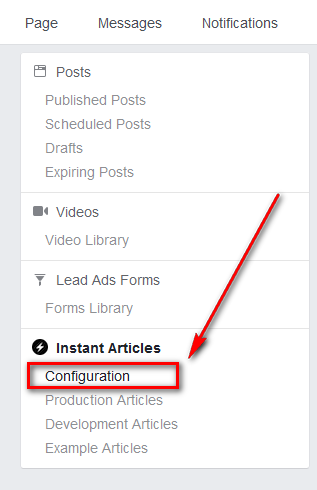 Page Messages Notifications
Posts
Published Posts
Scheduled Posts
Drafts
Expiring Posts
Videos
Video Library
Lead Ads Forms
Forms Library
Instant Articles
Configuration
Production Articles
Development Articles
Example Articles